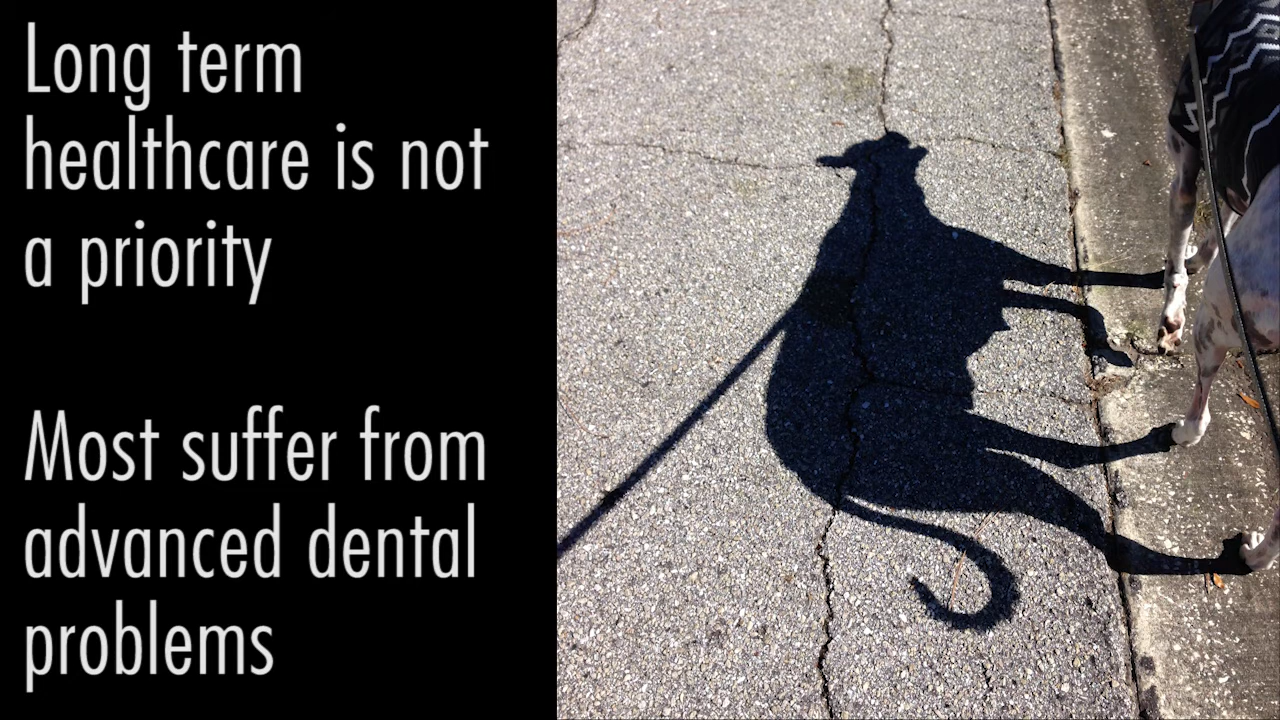 Long term
healthcare is not
a priority
Most suffer from
advanced dental
problems